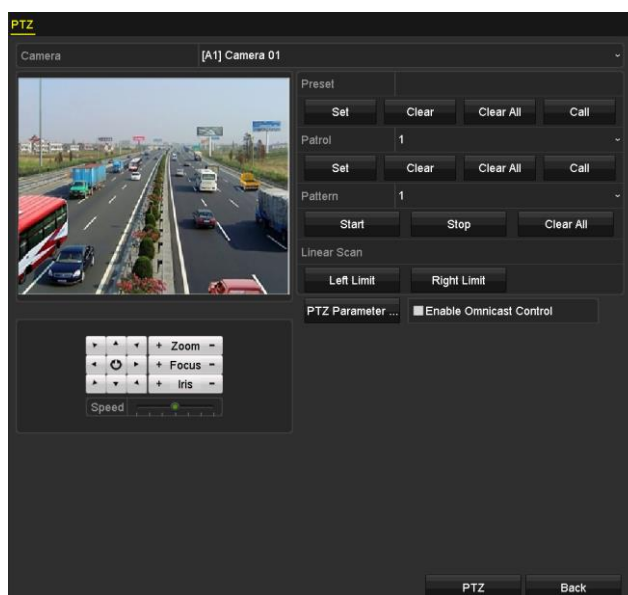 PTZ
Camera [A1] Camera 01
Preset
Set Clear Clear All Call
Patrol 1
Set Clear Clear All Call
Pattern 1
Start Stop Clear All
Linear Scan
Left Limit Right Limit
PTZ Parameter ... Enable Omnicast Control
+ Zoom -
+ Focus -
+ Iris -
Speed
PTZ Back